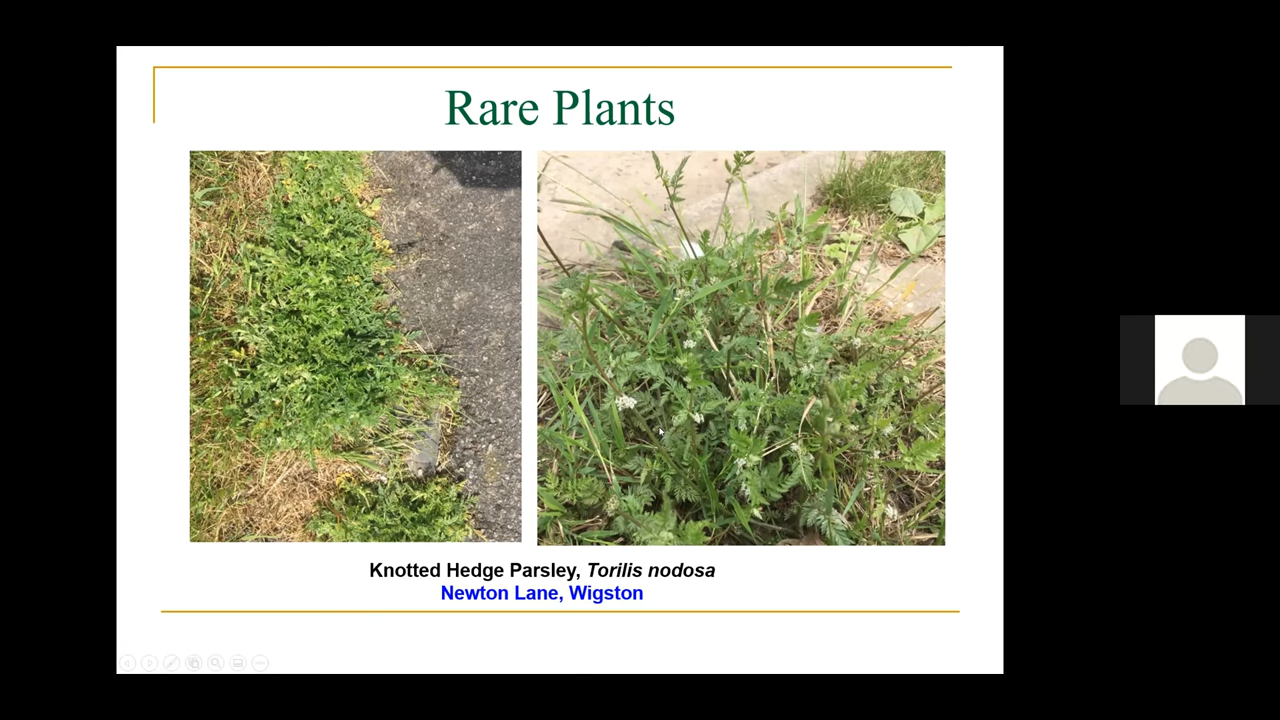 Rare Plants
Knotted Hedge Parsley, Torilis nodosa
Newton Lane, Wigston